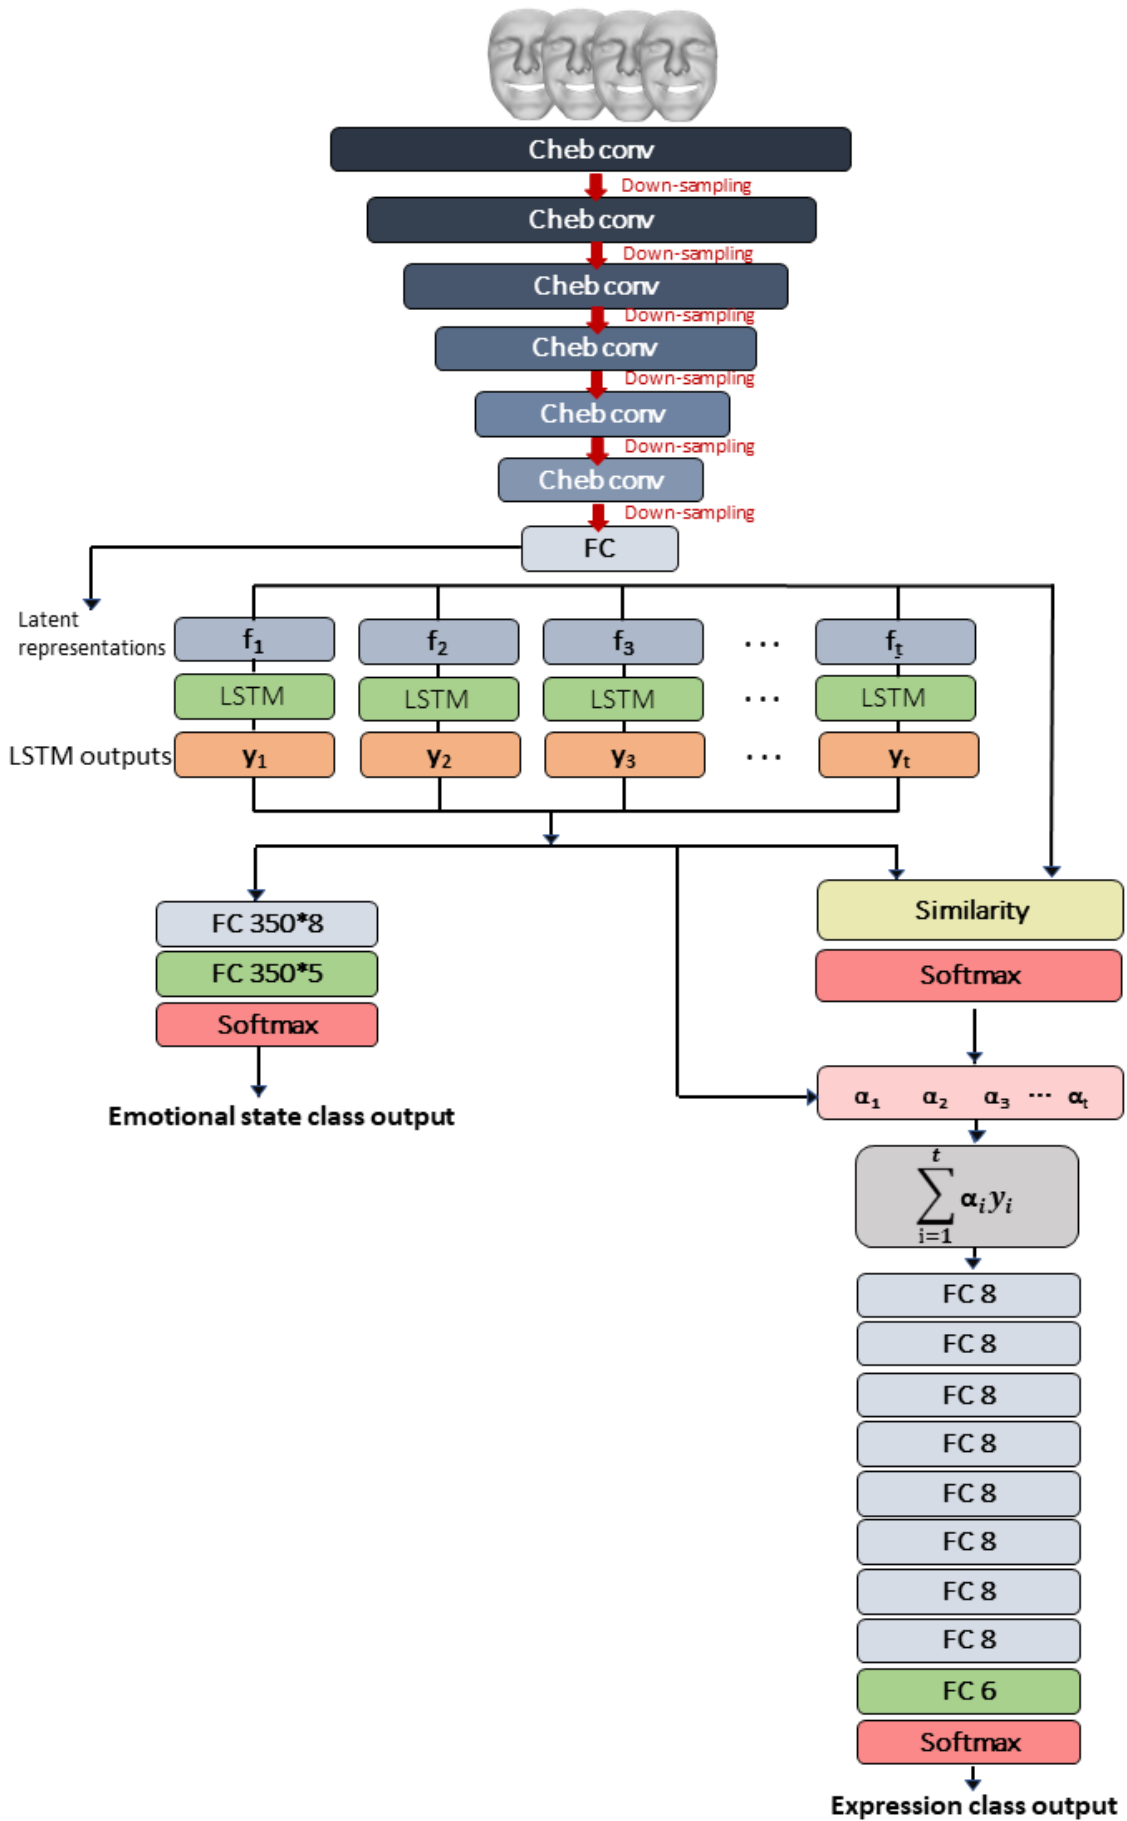 Cheb conv
Down-sampling
Cheb conv
Down-sampling
Cheb conv
Down-sampling
Cheb conv
Down-sampling
Cheb conv
Down-sampling
Cheb conv
Down-sampling
FC
Latent
representations
f1 f2 f3 ... ft
LSTM LSTM LSTM ... LSTM
LSTM outputs y1 y2 y3 ... yt
FC 350*8
FC 350*5
Softmax
Emotional state class output
Similarity
Softmax
α1 α2 α3 ... αt
t
∑ αi yi
i=1
FC 8
FC 8
FC 8
FC 8
FC 8
FC 8
FC 8
FC 8
FC 6
Softmax
Expression class output